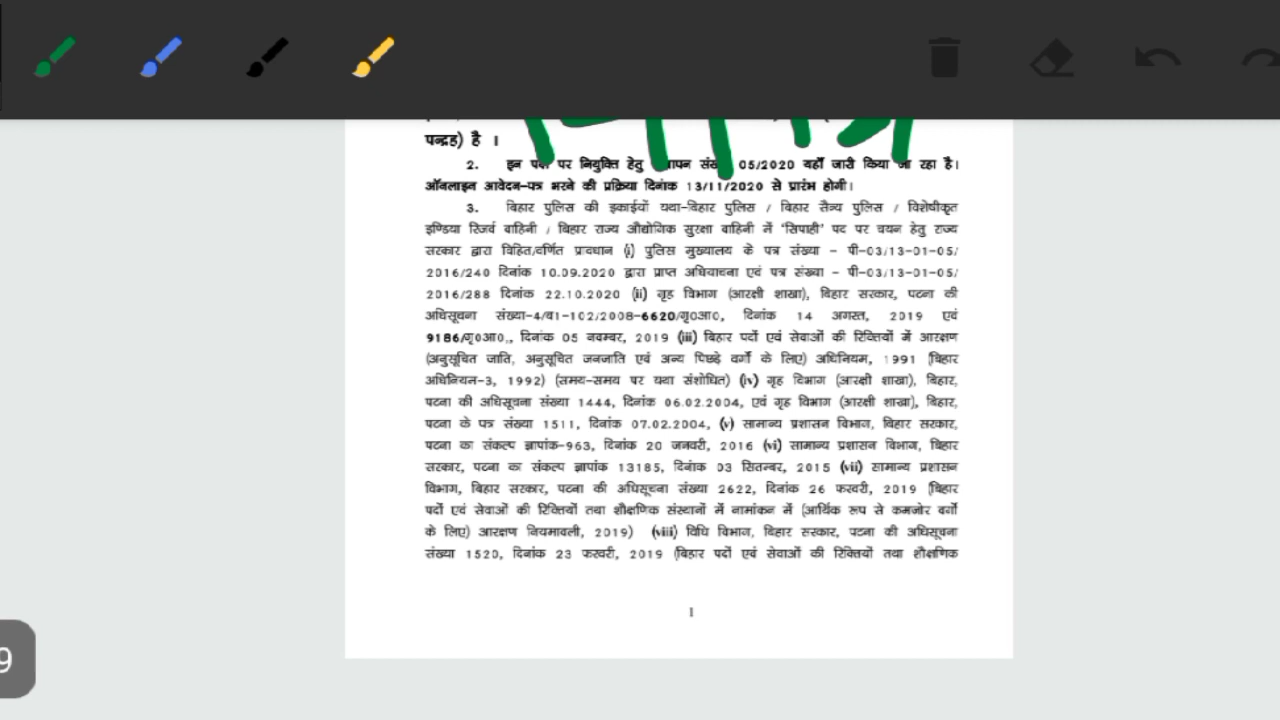 पन्द्रह) है ।
2. इन पदों पर नियुक्ति हेतु संख्या 05/2020 यहाँ जारी किया जा रहा है।
ऑनलाइन आवेदन-पत्र भरने की प्रक्रिया दिनांक 13/11/2020 से प्रारंभ होगी।
3. बिहार पुलिस की इकाईयों यथा-बिहार पुलिस / बिहार सैन्य पुलिस / विशेषीकृत
इण्डिया रिजर्व वाहिनी / बिहार राज्य औद्योगिक सुरक्षा वाहिनी में 'सिपाही' पद पर चयन हेतु राज्य
सरकार द्वारा विहित/वर्णित प्रावधान (i) पुलिस मुख्यालय के पत्र संख्या - पी-03/13-01-05/
2016/240 दिनांक 10.09.2020 द्वारा प्राप्त अधियाचना एवं पत्र संख्या - पी-03/13-01-05/
2016/288 दिनांक 22.10.2020 (ii) गृह विभाग (आरक्षी शाखा), बिहार सरकार, पटना की
अधिसूचना संख्या-4/ब1-102/2008-6620/गृ0आ0, दिनांक 14 अगस्त, 2019 एवं
9186/गृ0आ0,, दिनांक 05 नवम्बर, 2019 (iii) बिहार पदों एवं सेवाओं की रिक्तियों में आरक्षण
(अनुसूचित जाति, अनुसूचित जनजाति एवं अन्य पिछड़े वर्गों के लिए) अधिनियम, 1991 (बिहार
अधिनियम-3, 1992) (समय-समय पर यथा संशोधित) (iv) गृह विभाग (आरक्षी शाखा), बिहार,
पटना की अधिसूचना संख्या 1444, दिनांक 06.02.2004, एवं गृह विभाग (आरक्षी शाखा), बिहार,
पटना के पत्र संख्या 1511, दिनांक 07.02.2004, (v) सामान्य प्रशासन विभाग, बिहार सरकार,
पटना का संकल्प ज्ञापांक-963, दिनांक 20 जनवरी, 2016 (vi) सामान्य प्रशासन विभाग, बिहार
सरकार, पटना का संकल्प ज्ञापांक 13185, दिनांक 03 सितम्बर, 2015 (vii) सामान्य प्रशासन
विभाग, बिहार सरकार, पटना की अधिसूचना संख्या 2622, दिनांक 26 फरवरी, 2019 (बिहार
पदों एवं सेवाओं की रिक्तियों तथा शैक्षणिक संस्थानों में नामांकन में (आर्थिक रूप से कमजोर वर्गों
के लिए) आरक्षण नियमावली, 2019) (viii) विधि विभाग, बिहार सरकार, पटना की अधिसूचना
संख्या 1520, दिनांक 23 फरवरी, 2019 (बिहार पदों एवं सेवाओं की रिक्तियों तथा शैक्षणिक
1
9